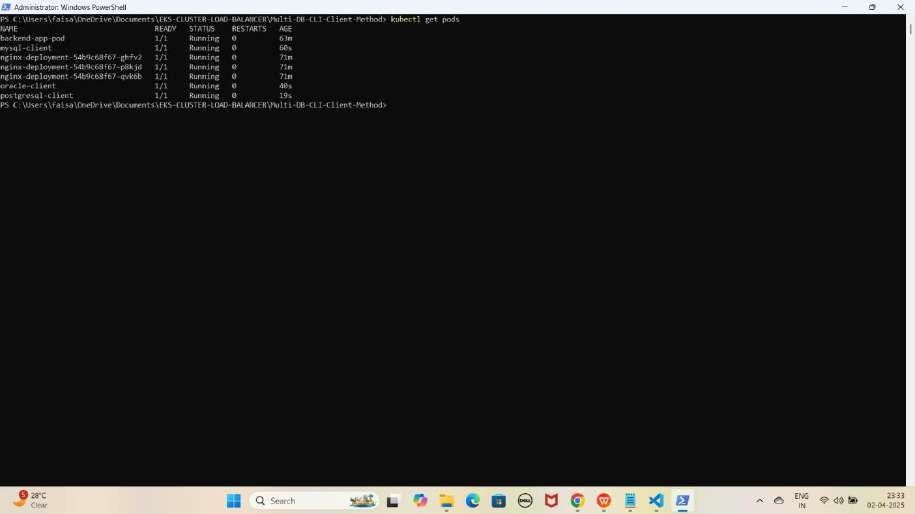 Administrator: Windows PowerShell
PS C:\Users\faisa\OneDrive\Documents\EKS-CLUSTER-LOAD-BALANCER\Multi-DB-CLI-Client-Method> kubectl get pods
NAME READY STATUS RESTARTS AGE
backend-app-pod 1/1 Running 0 63m
mysql-client 1/1 Running 0 60s
nginx-deployment-54b9c68f67-ghfv2 1/1 Running 0 71m
nginx-deployment-54b9c68f67-p8kjd 1/1 Running 0 71m
nginx-deployment-54b9c68f67-qvk6b 1/1 Running 0 71m
oracle-client 1/1 Running 0 40s
postgresql-client 1/1 Running 0 19s
PS C:\Users\faisa\OneDrive\Documents\EKS-CLUSTER-LOAD-BALANCER\Multi-DB-CLI-Client-Method>
5
28°C
Clear
Search
DELL
W
ENG
IN
23:33
02-04-2025